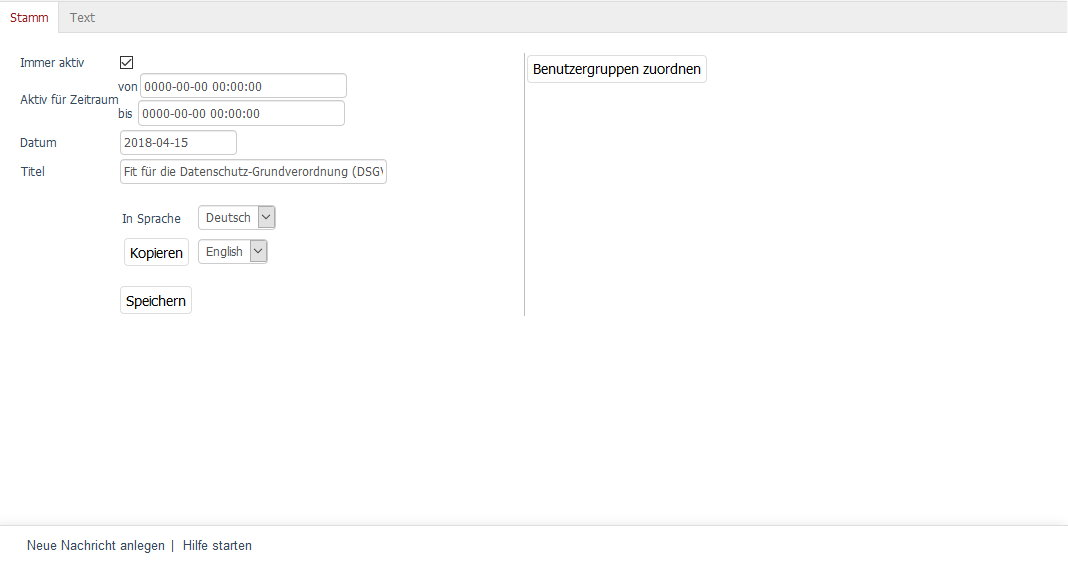 Stamm Text
Immer aktiv
Benutzergruppen zuordnen
Aktiv für Zeitraum
von 0000-00-00 00:00:00
bis 0000-00-00 00:00:00
Datum 2018-04-15
Titel Fit für die Datenschutz-Grundverordnung (DSGV
In Sprache Deutsch
Kopieren English
Speichern
Neue Nachricht anlegen | Hilfe starten